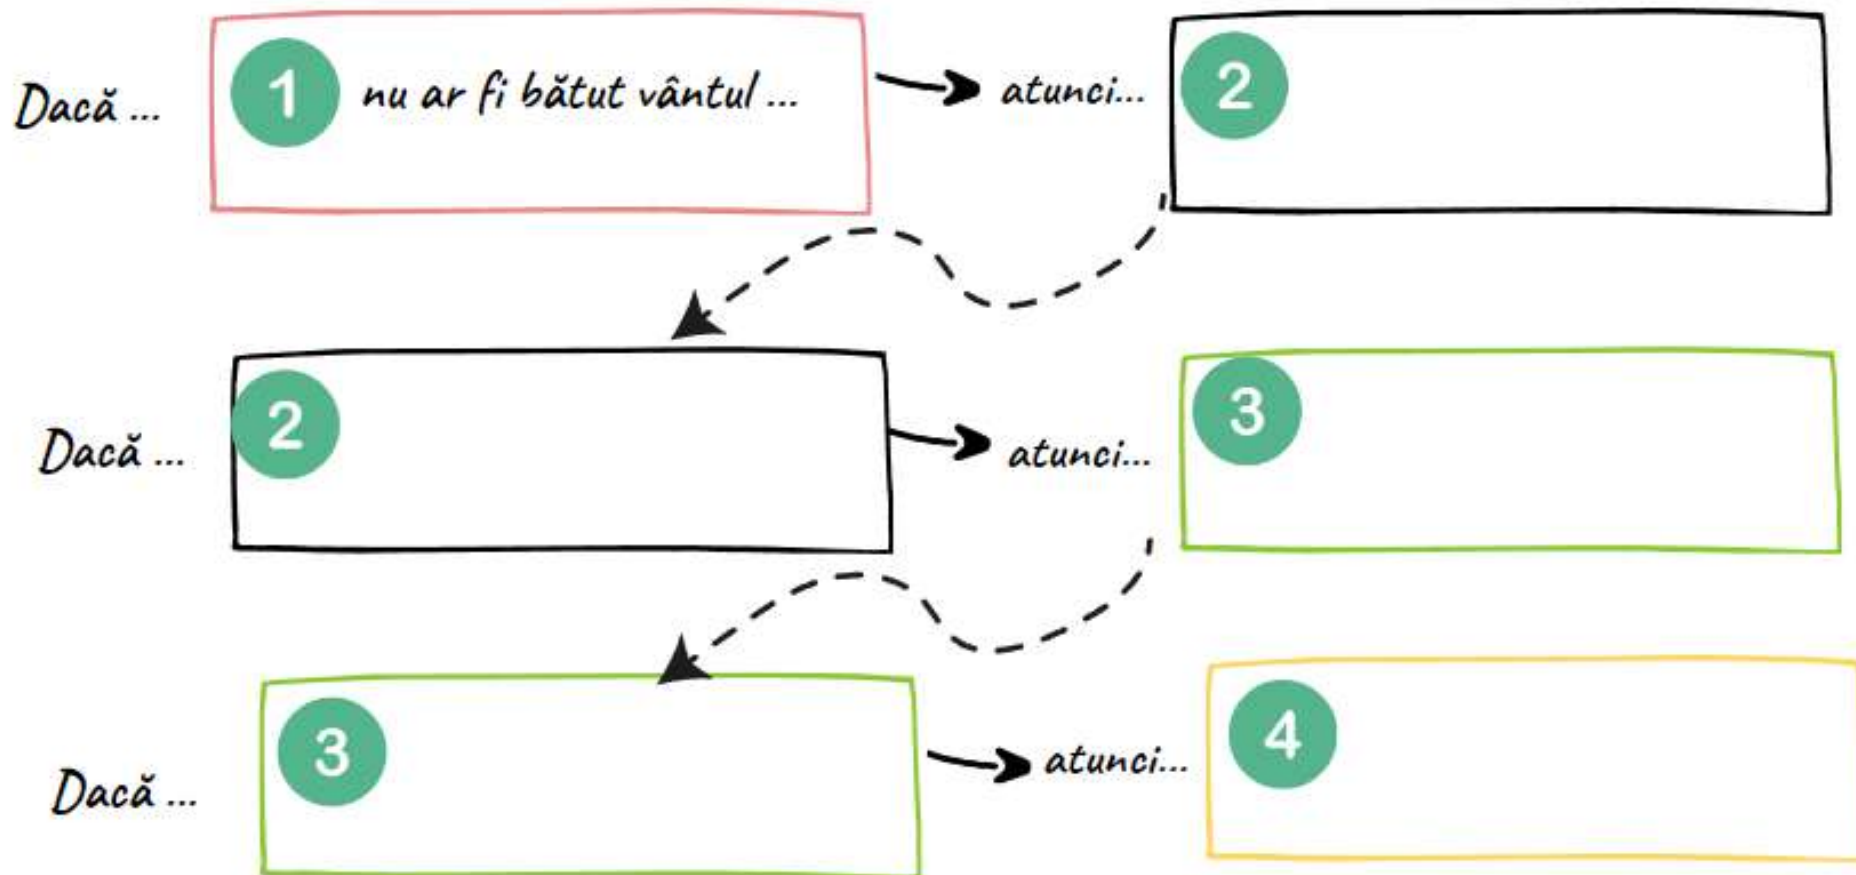 Dacă ... 1 nu ar fi bătut vântul ... atunci... 2
Dacă ... 2 atunci... 3
Dacă ... 3 atunci... 4